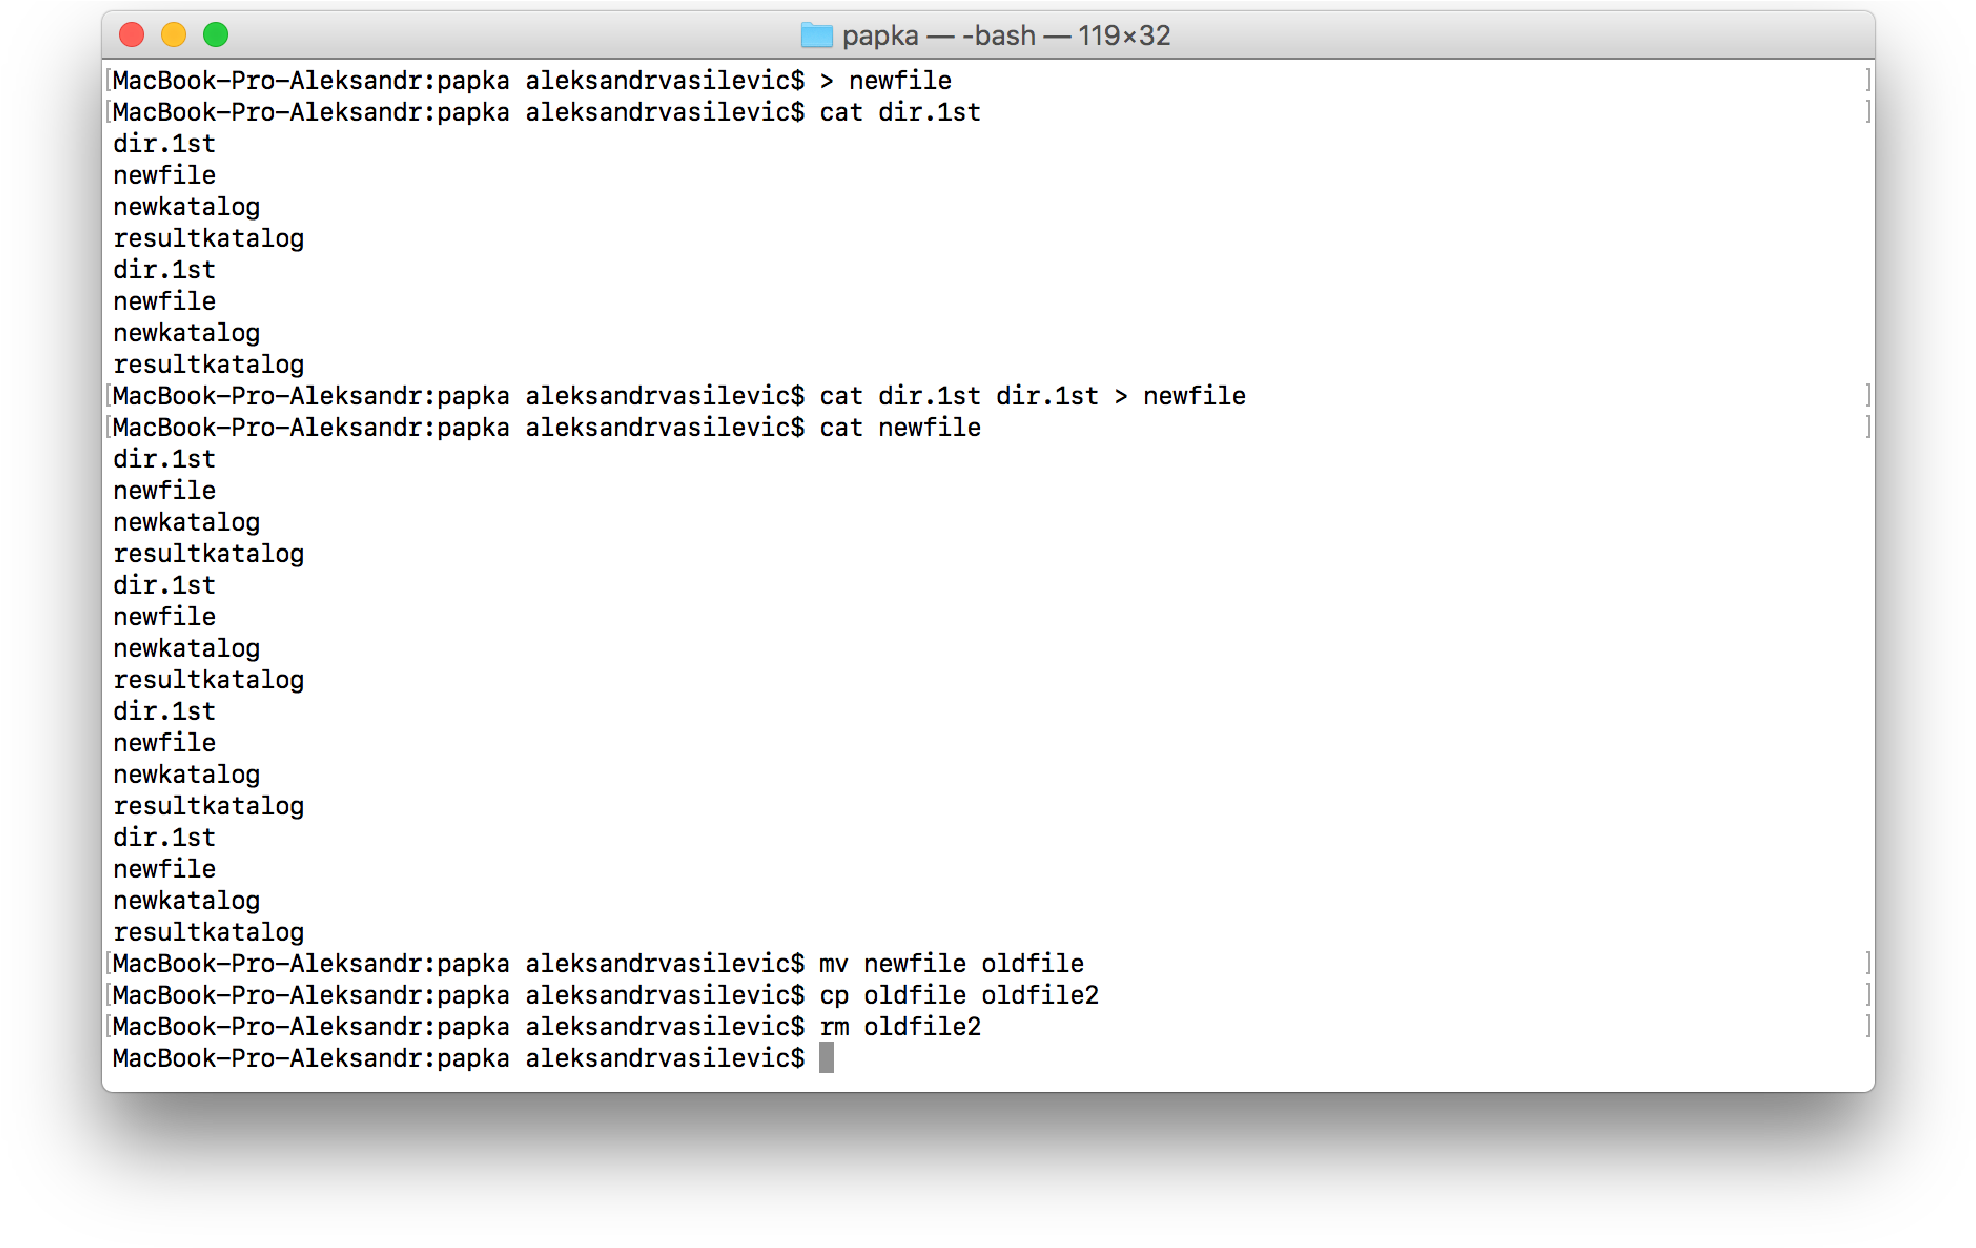 papka — -bash — 119×32
MacBook-Pro-Aleksandr:papka aleksandrvasilevic$ > newfile
MacBook-Pro-Aleksandr:papka aleksandrvasilevic$ cat dir.1st
dir.1st
newfile
newkatalog
resultkatalog
dir.1st
newfile
newkatalog
resultkatalog
MacBook-Pro-Aleksandr:papka aleksandrvasilevic$ cat dir.1st dir.1st > newfile
MacBook-Pro-Aleksandr:papka aleksandrvasilevic$ cat newfile
dir.1st
newfile
newkatalog
resultkatalog
dir.1st
newfile
newkatalog
resultkatalog
dir.1st
newfile
newkatalog
resultkatalog
dir.1st
newfile
newkatalog
resultkatalog
MacBook-Pro-Aleksandr:papka aleksandrvasilevic$ mv newfile oldfile
MacBook-Pro-Aleksandr:papka aleksandrvasilevic$ cp oldfile oldfile2
MacBook-Pro-Aleksandr:papka aleksandrvasilevic$ rm oldfile2
MacBook-Pro-Aleksandr:papka aleksandrvasilevic$